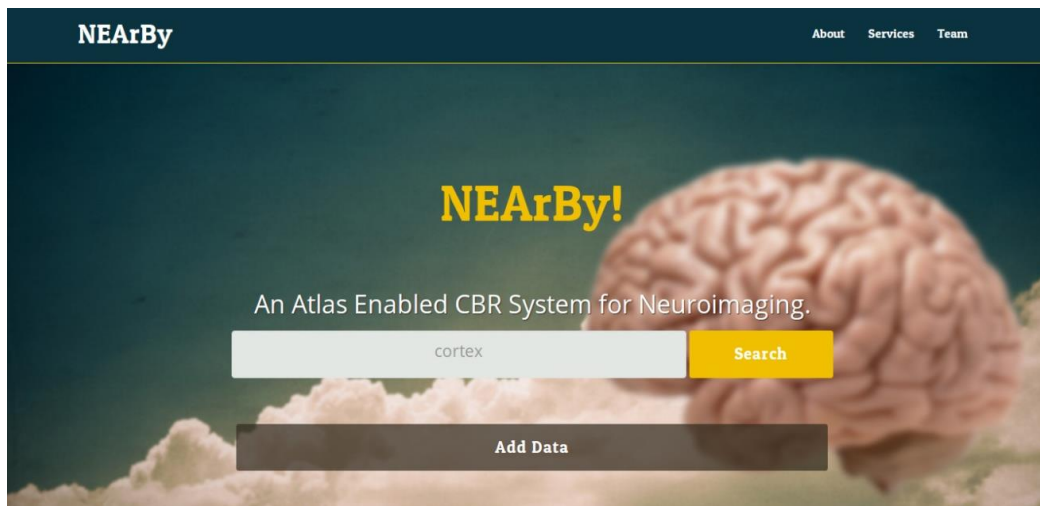 NEArBy
About Services Team
NEArBy!
An Atlas Enabled CBR System for Neuroimaging.
cortex
Search
Add Data